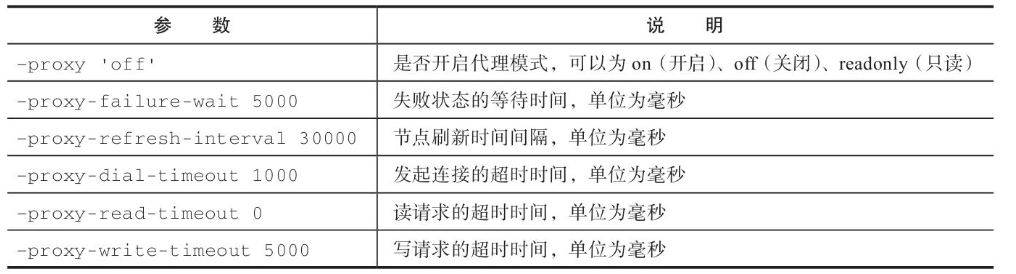 参 数 说 明
-proxy 'off' 是否开启代理模式，可以为 on（开启）、off（关闭）、readonly（只读）
-proxy-failure-wait 5000 失败状态的等待时间，单位为毫秒
-proxy-refresh-interval 30000 节点刷新时间间隔，单位为毫秒
-proxy-dial-timeout 1000 发起连接的超时时间，单位为毫秒
-proxy-read-timeout 0 读请求的超时时间，单位为毫秒
-proxy-write-timeout 5000 写请求的超时时间，单位为毫秒